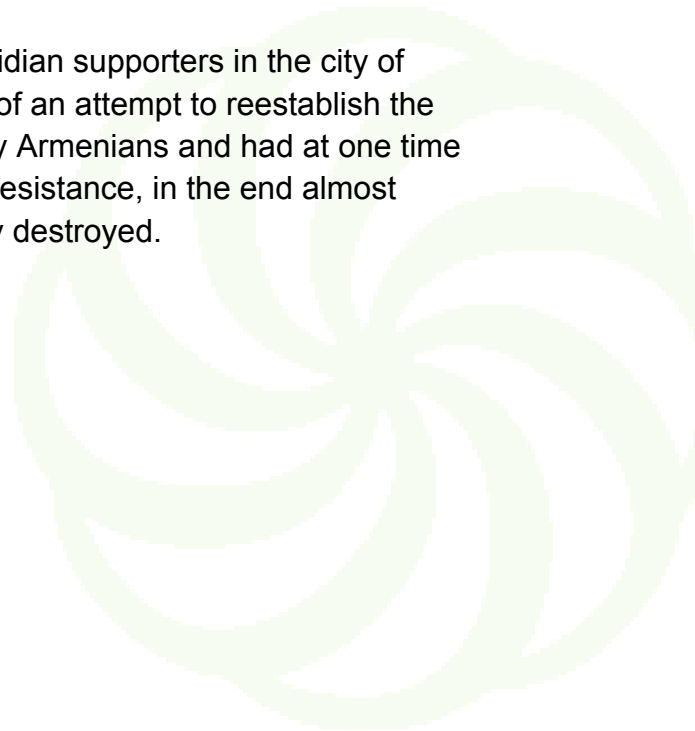 idian supporters in the city of
of an attempt to reestablish the
y Armenians and had at one time
esistance, in the end almost
y destroyed.